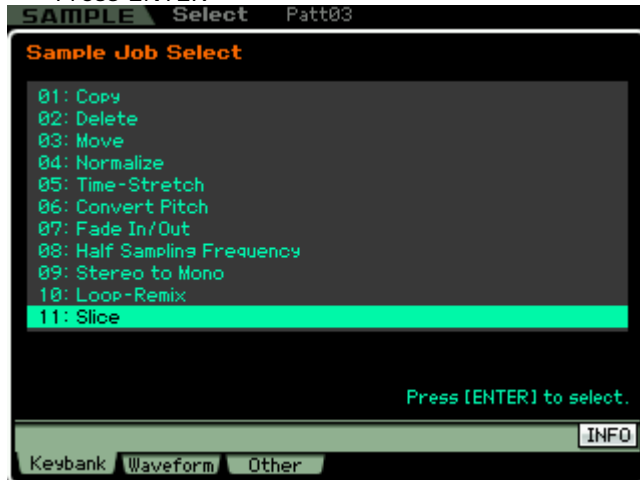 Press ENTER
SAMPLE Select Patt03
Sample Job Select
01: Copy
02: Delete
03: Move
04: Normalize
05: Time-Stretch
06: Convert Pitch
07: Fade In/Out
08: Half Sampling Frequency
09: Stereo to Mono
10: Loop-Remix
11: Slice
Press [ENTER] to select.
INFO
Keybank Waveform Other